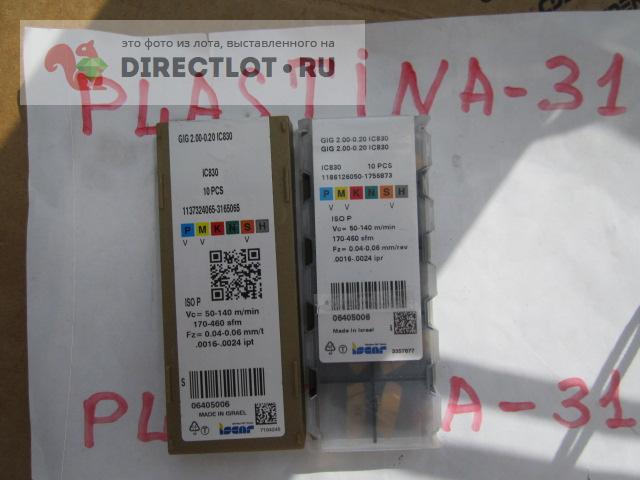 это фото из лота, выставленного на
DIRECTLOT.RU
PLASTINA-31
GIG 2.00-0.20 IC830
IC830
10 PCS
1137324065-3165065
P M K N S H
V V V
ISO P
Vc= 50-140 m/min
170-460 sfm
Fz= 0.04-0.06 mm/t
.0016-.0024 ipt
S
06405006
MADE IN ISRAEL
iscar
7104245
GIG 2.00-0.20 IC830
GIG 2.00-0.20 IC830
IC830 10 PCS
1186126050-1756873
P M K N S H
V V V
ISO P
Vc= 50-140 m/min
170-460 sfm
Fz= 0.04-0.06 mm/rev
.0016-.0024 ipr
06405006
Made in Israel
iscar
3357877
PLASTINA-31